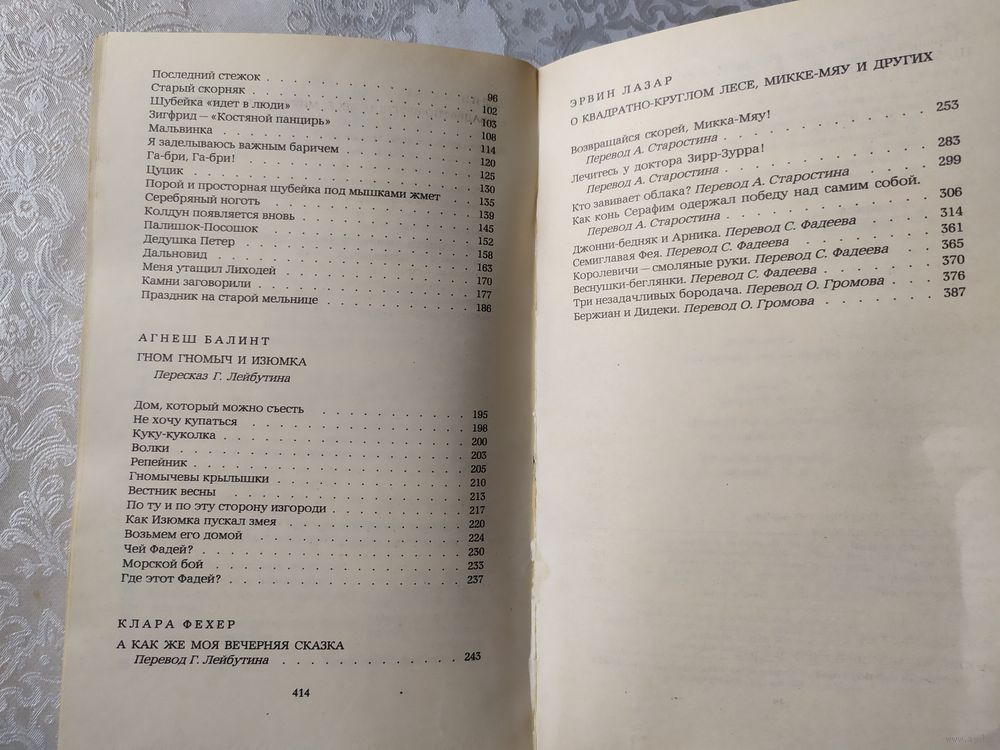 Последний стежок . . . . . . . . . . . . . . . 96
Старый скорняк . . . . . . . . . . . . . . . 102
Шубейка «идет в люди» . . . . . . . . . . . . . 103
Зигфрид — «Костяной панцирь» . . . . . . . . . . 108
Мальвинка . . . . . . . . . . . . . . . . . 114
Я заделываюсь важным баричем . . . . . . . . . . 120
Га-бри, Га-бри! . . . . . . . . . . . . . . . 125
Цуцик . . . . . . . . . . . . . . . . . . . 130
Порой и просторная шубейка под мышками жмет . . . 135
Серебряный ноготь . . . . . . . . . . . . . . 139
Колдун появляется вновь . . . . . . . . . . . . 145
Палишок-Посошок . . . . . . . . . . . . . . . 152
Дедушка Петер . . . . . . . . . . . . . . . . 158
Дальновид . . . . . . . . . . . . . . . . . 163
Меня утащил Лиходей . . . . . . . . . . . . . 170
Камни заговорили . . . . . . . . . . . . . . . 177
Праздник на старой мельнице . . . . . . . . . . 186
АГНЕШ БАЛИНТ
ГНОМ ГНОМЫЧ И ИЗЮМКА
Пересказ Г. Лейбутина
Дом, который можно съесть . . . . . . . . . . . 195
Не хочу купаться . . . . . . . . . . . . . . . 198
Куку-куколка . . . . . . . . . . . . . . . . 200
Волки . . . . . . . . . . . . . . . . . . . 203
Репейник . . . . . . . . . . . . . . . . . . 205
Гномычевы крылышки . . . . . . . . . . . . . . 210
Вестник весны . . . . . . . . . . . . . . . . 213
По ту и по эту сторону изгороди . . . . . . . . . 217
Как Изюмка пускал змея . . . . . . . . . . . . 220
Возьмем его домой . . . . . . . . . . . . . . 224
Чей Фадей? . . . . . . . . . . . . . . . . . 230
Морской бой . . . . . . . . . . . . . . . . . 233
Где этот Фадей? . . . . . . . . . . . . . . . 237
КЛАРА ФЕХЕР
А КАК ЖЕ МОЯ ВЕЧЕРНЯЯ СКАЗКА
Перевод Г. Лейбутина . . . . . . . . . . . . . 243
414
ЭРВИН ЛАЗАР
О КВАДРАТНО-КРУГЛОМ ЛЕСЕ, МИККЕ-МЯУ И ДРУГИХ
Возвращайся скорей, Микка-Мяу!
Перевод А. Старостина . . . . . . . . . . . . 253
Лечитесь у доктора Зирр-Зурра!
Перевод А. Старостина . . . . . . . . . . . . 283
Кто завивает облака? Перевод А. Старостина . . . . 299
Как конь Серафим одержал победу над самим собой.
Перевод А. Старостина . . . . . . . . . . . . 306
Джонни-бедняк и Арника. Перевод С. Фадеева . . . . 314
Семиглавая Фея. Перевод С. Фадеева . . . . . . . 361
Королевичи — смоляные руки. Перевод С. Фадеева . . . 365
Веснушки-беглянки. Перевод С. Фадеева . . . . . . 370
Три незадачливых бородача. Перевод О. Громова . . . 376
Бержиан и Дидеки. Перевод О. Громова . . . . . . 387